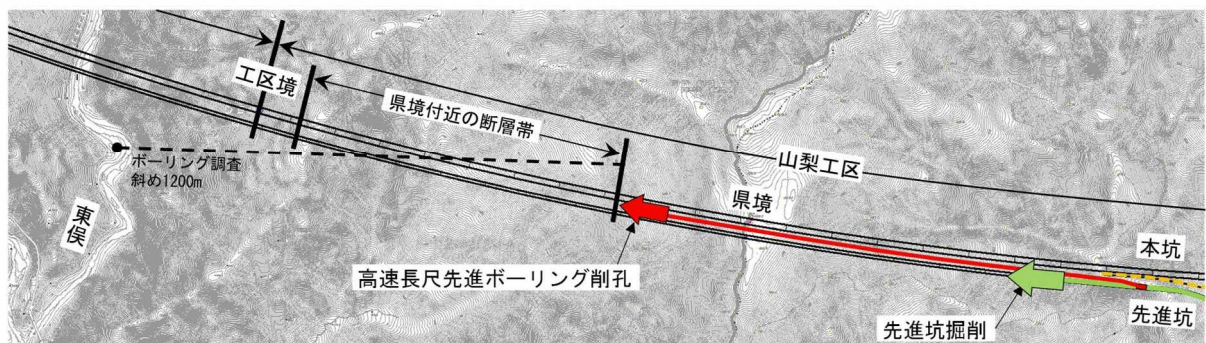 工区境
県境付近の断層帯
ボーリング調査
斜め1200m
山梨工区
東俣
県境
高速長尺先進ボーリング削孔
本坑
先進坑掘削
先進坑